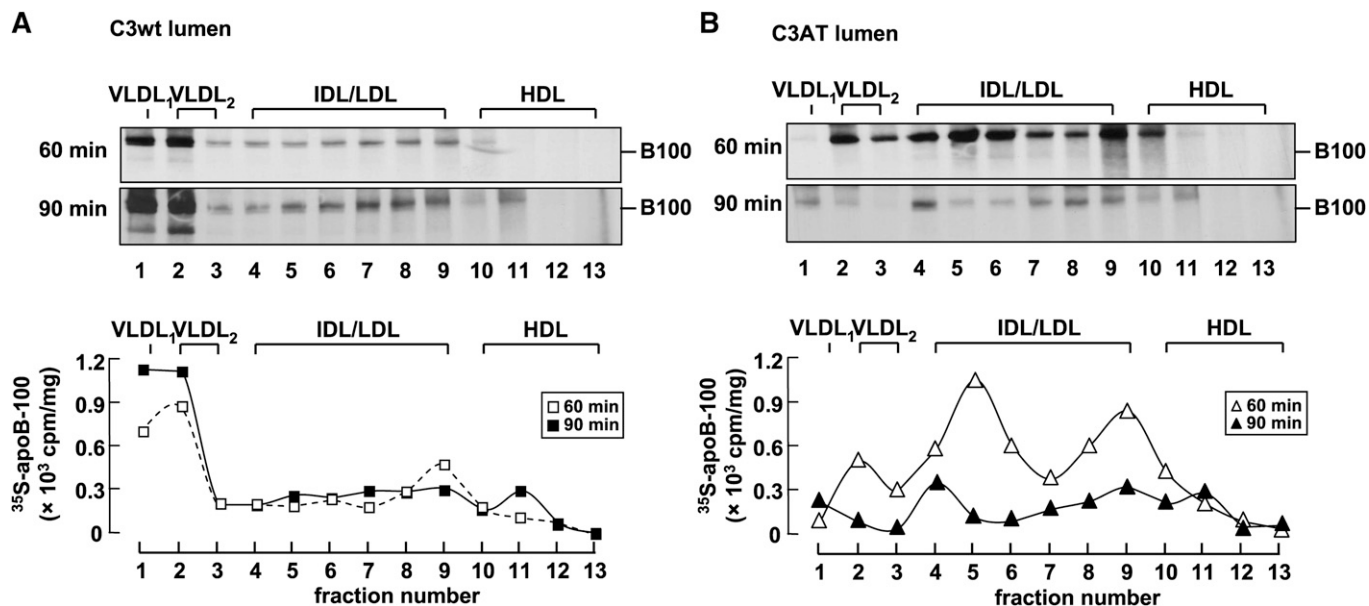 A
C3wt lumen
VLDL₁ VLDL₂ IDL/LDL HDL
60 min
B100
90 min
B100
1 2 3 4 5 6 7 8 9 10 11 12 13
VLDL₁ VLDL₂ IDL/LDL HDL
³⁵S-apoB-100
(× 10³ cpm/mg)
1.2
0.9
0.6
0.3
0
60 min
90 min
1 2 3 4 5 6 7 8 9 10 11 12 13
fraction number
B
C3AT lumen
VLDL₁ VLDL₂ IDL/LDL HDL
60 min
B100
90 min
B100
1 2 3 4 5 6 7 8 9 10 11 12 13
VLDL₁ VLDL₂ IDL/LDL HDL
³⁵S-apoB-100
(× 10³ cpm/mg)
1.2
0.9
0.6
0.3
0
60 min
90 min
1 2 3 4 5 6 7 8 9 10 11 12 13
fraction number